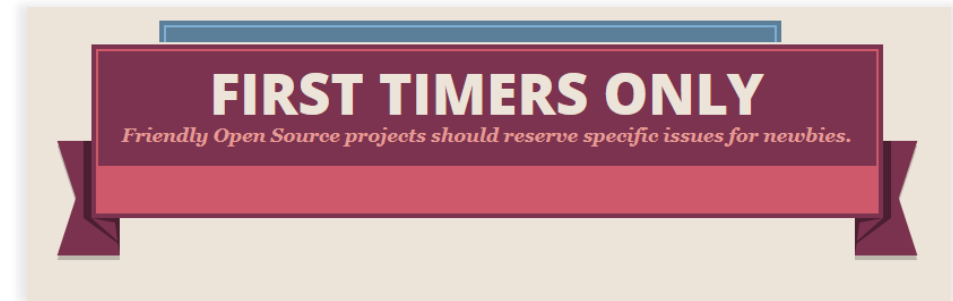 FIRST TIMERS ONLY
Friendly Open Source projects should reserve specific issues for newbies.